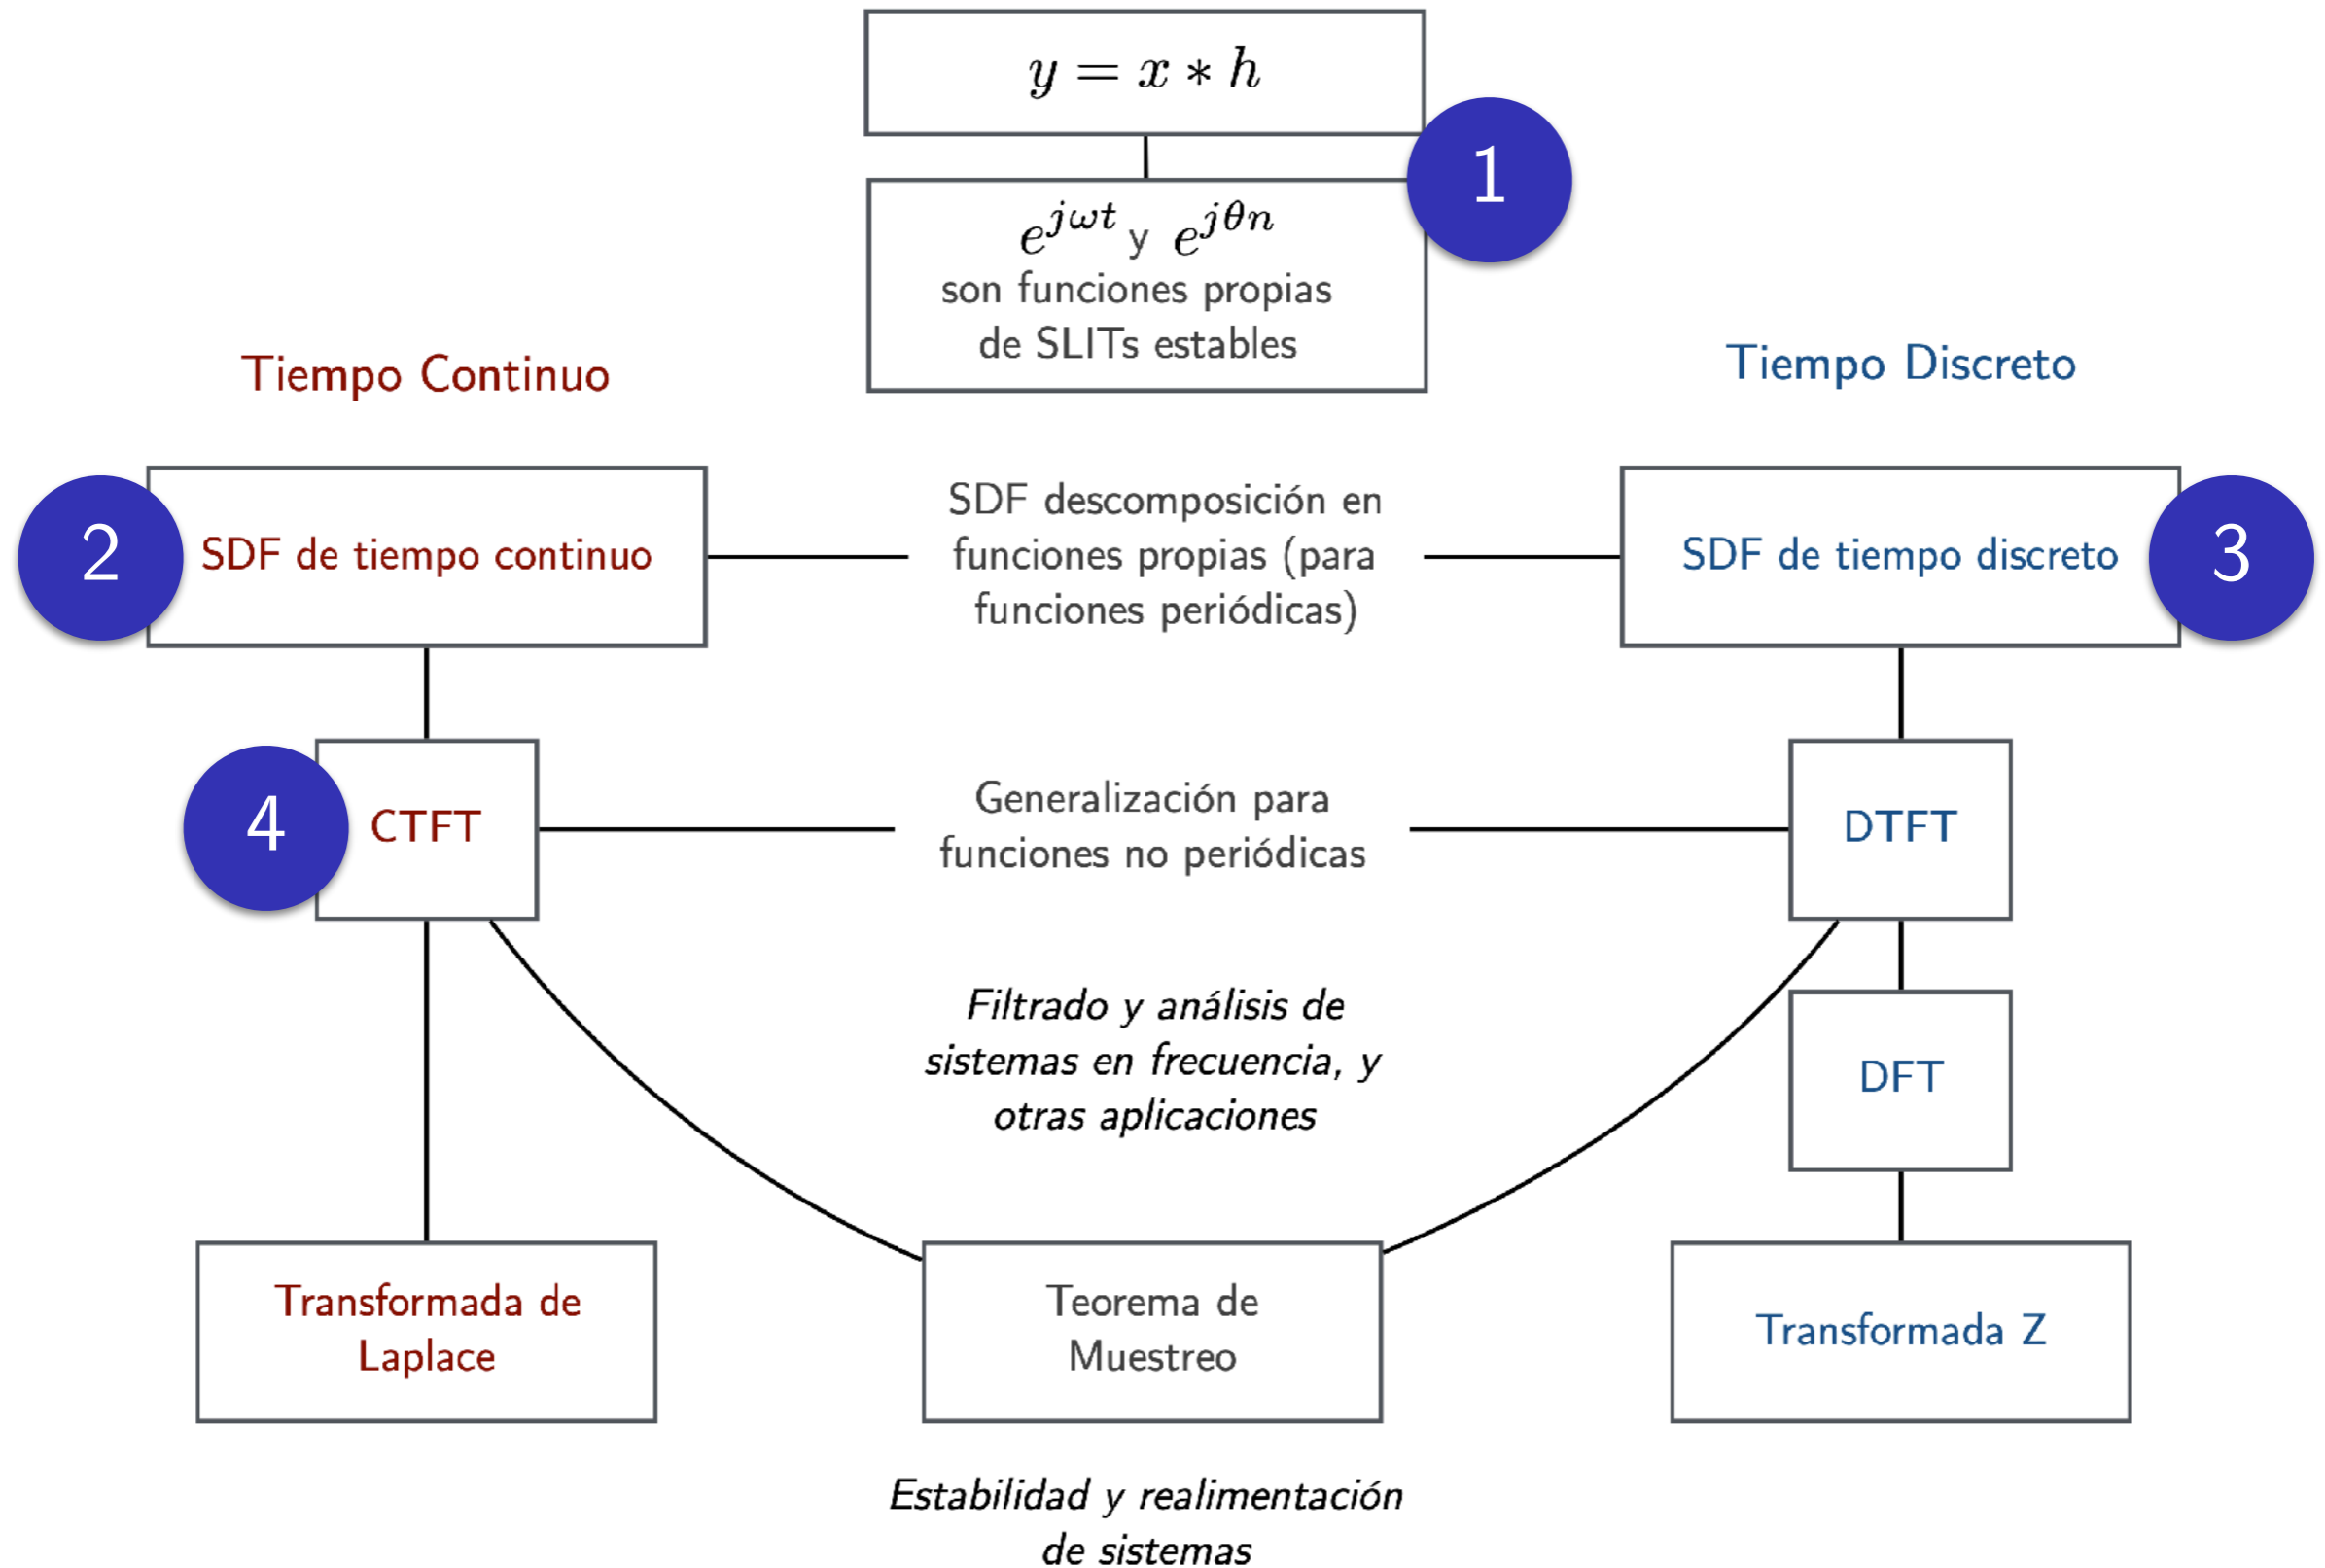 y = x * h
1
e^{jωt} y e^{jθn}
son funciones propias
de SLITs estables
Tiempo Continuo
Tiempo Discreto
2
SDF de tiempo continuo
SDF descomposición en
funciones propias (para
funciones periódicas)
SDF de tiempo discreto
3
4
CTFT
Generalización para
funciones no periódicas
DTFT
Filtrado y análisis de
sistemas en frecuencia, y
otras aplicaciones
DFT
Transformada de
Laplace
Teorema de
Muestreo
Transformada Z
Estabilidad y realimentación
de sistemas